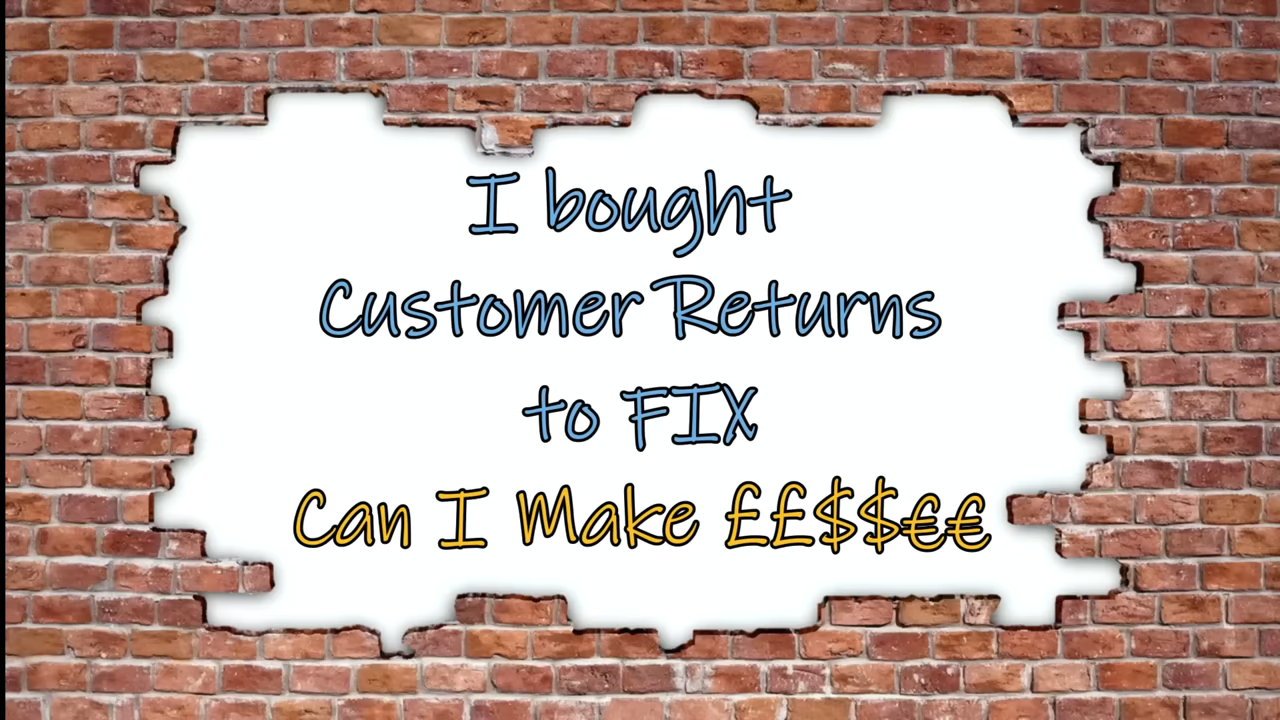 I bought
Customer Returns
to FIX
Can I Make ££$$€€